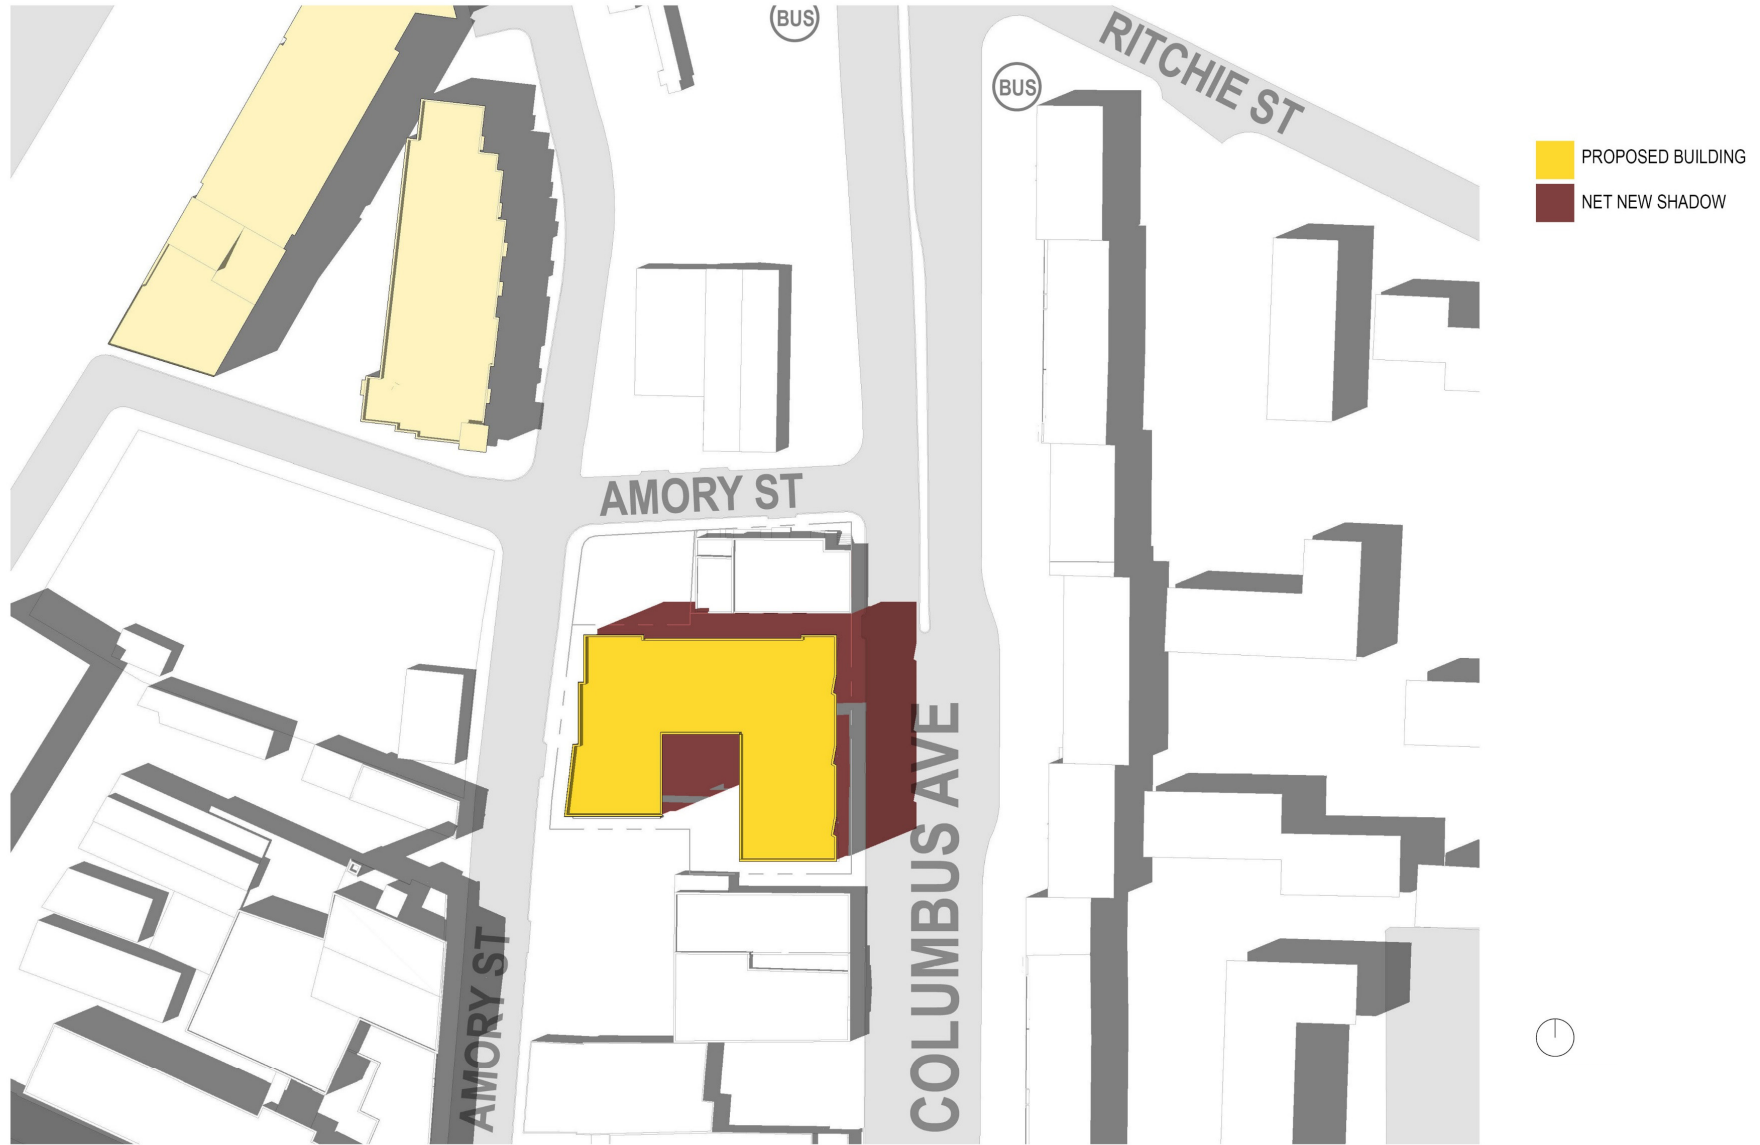 BUS
RITCHIE ST
BUS
PROPOSED BUILDING
NET NEW SHADOW
AMORY ST
COLUMBUS AVE
AMORY ST